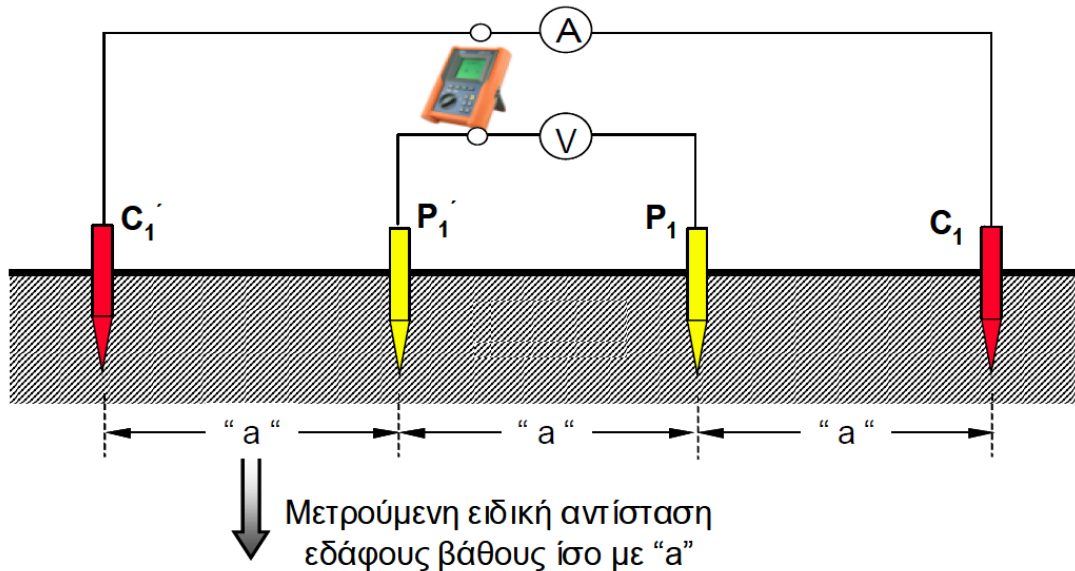 A
V
C₁´
P₁´
P₁
C₁
“ a “
“ a “
“ a “
Μετρούμενη ειδική αντίσταση
εδάφους βάθους ίσο με “a”